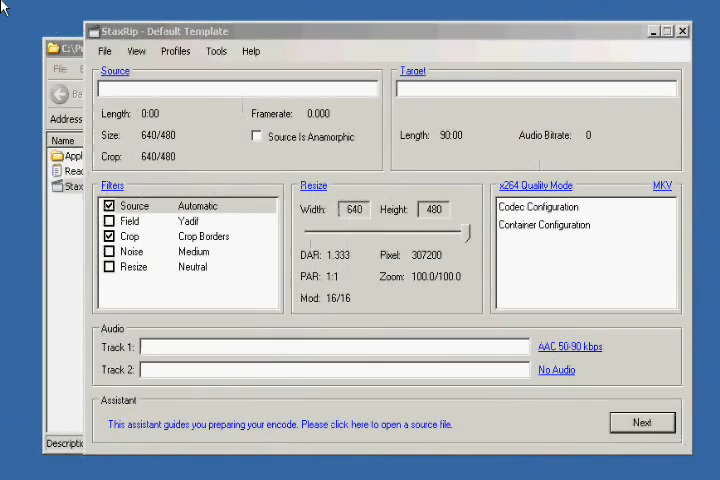 StaxRip - Default Template
File View Profiles Tools Help
Source
Length: 0:00 Framerate: 0.000
Size: 640/480 Source Is Anamorphic
Crop: 640/480
Target
Length: 90:00 Audio Bitrate: 0
Filters
Source Automatic
Field Yadif
Crop Crop Borders
Noise Medium
Resize Neutral
Resize
Width: 640 Height: 480
DAR: 1.333 Pixel: 307200
PAR: 1:1 Zoom: 100.0/100.0
Mod: 16/16
x264 Quality Mode MKV
Codec Configuration
Container Configuration
Audio
Track 1: AAC 50-90 kbps
Track 2: No Audio
Assistant
This assistant guides you preparing your encode. Please click here to open a source file.
Next
C:\P
File
Ba
Address
Name
Appl
Rea
Stax
Descripti